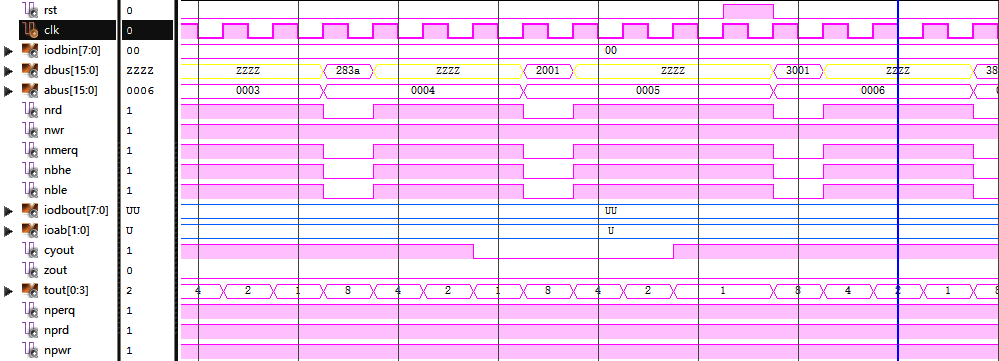 rst 0
clk 0
iodbin[7:0] 00 00
dbus[15:0] ZZZZ ZZZZ 283a ZZZZ 2001 ZZZZ 3001 ZZZZ 38
abus[15:0] 0006 0003 0004 0005 0006
nrd 1
nwr 1
nmerq 1
nbhe 1
nble 1
iodbout[7:0] UU UU
ioab[1:0] U U
cyout 1
zout 0
tout[0:3] 2 4 2 1 8 4 2 1 8 4 2 1 8 4 2 1 8
nperq 1
nprd 1
npwr 1